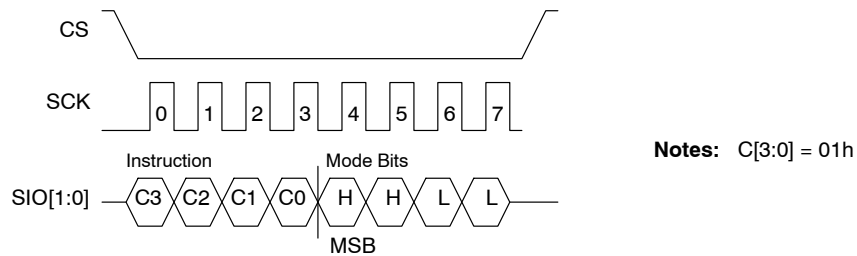 CS
SCK
0 1 2 3 4 5 6 7
Instruction Mode Bits
SIO[1:0] C3 C2 C1 C0 H H L L
MSB
Notes: C[3:0] = 01h